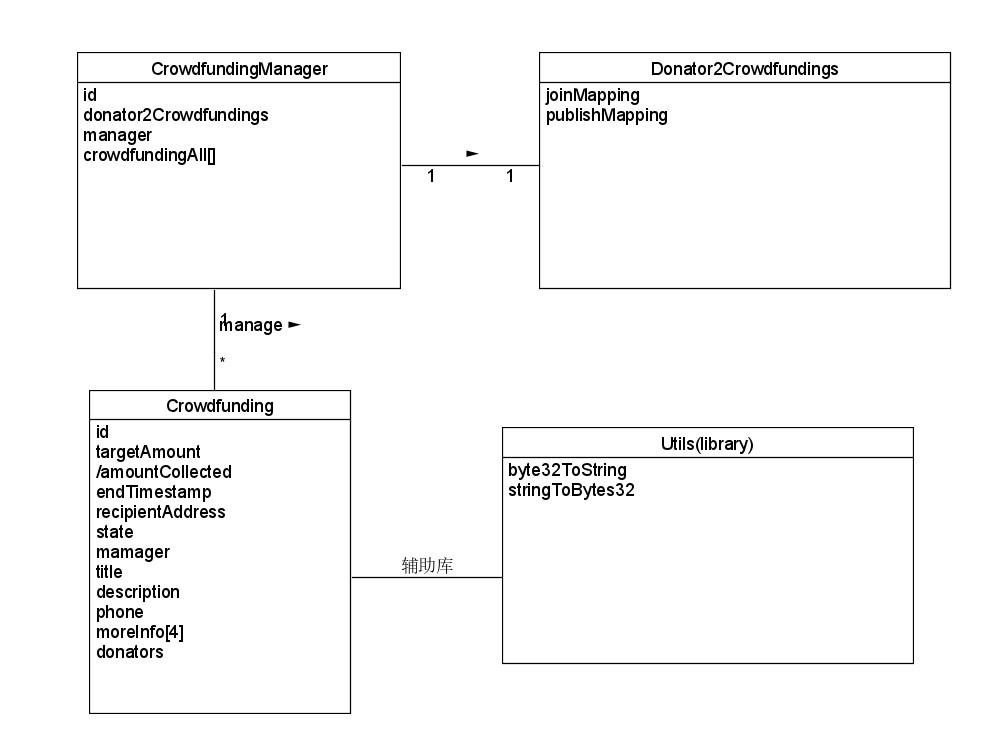 CrowdfundingManager
id
donator2Crowdfundings
manager
crowdfundingAll[]
Donator2Crowdfundings
joinMapping
publishMapping
►
1
1
1
manage ►
*
Crowdfunding
id
targetAmount
/amountCollected
endTimestamp
recipientAddress
state
mamager
title
description
phone
moreInfo[4]
donators
辅助库
Utils(library)
byte32ToString
stringToBytes32